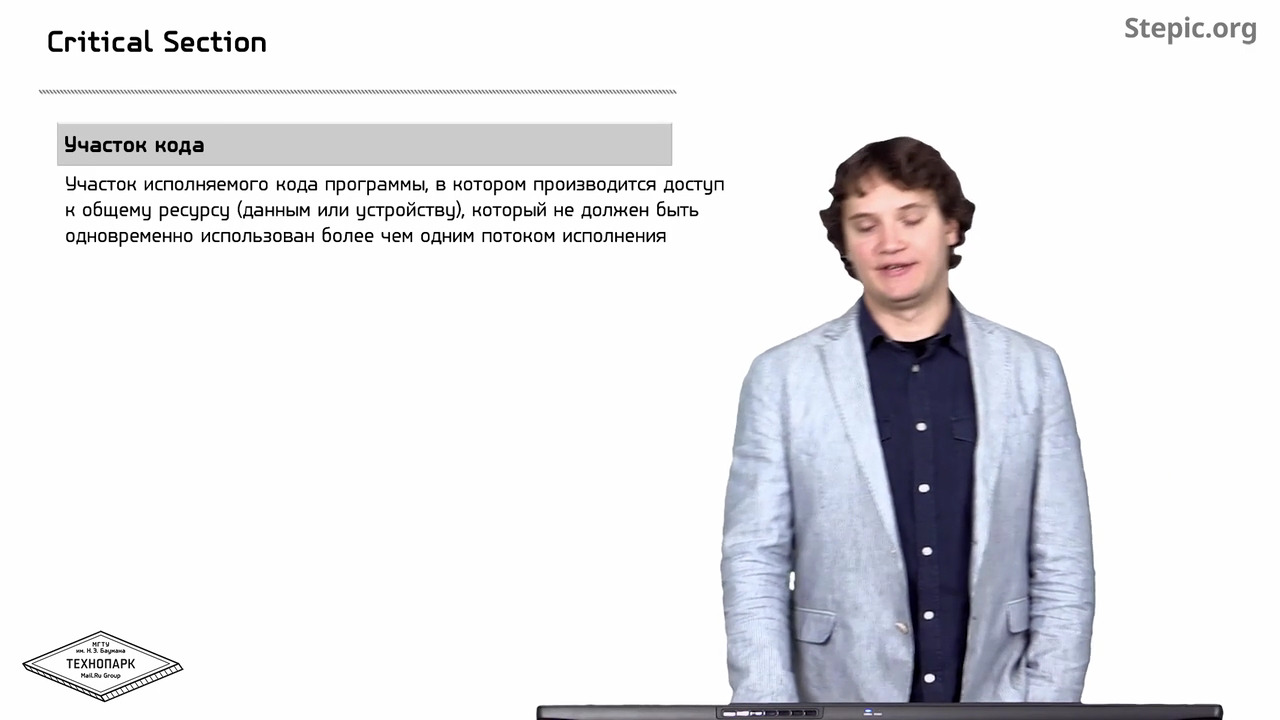 Critical Section
Stepic.org
Участок кода
Участок исполняемого кода программы, в котором производится доступ
к общему ресурсу (данным или устройству), который не должен быть
одновременно использован более чем одним потоком исполнения
МГТУ
им. Н.Э. Баумана
ТЕХНОПАРК
Mail.Ru Group